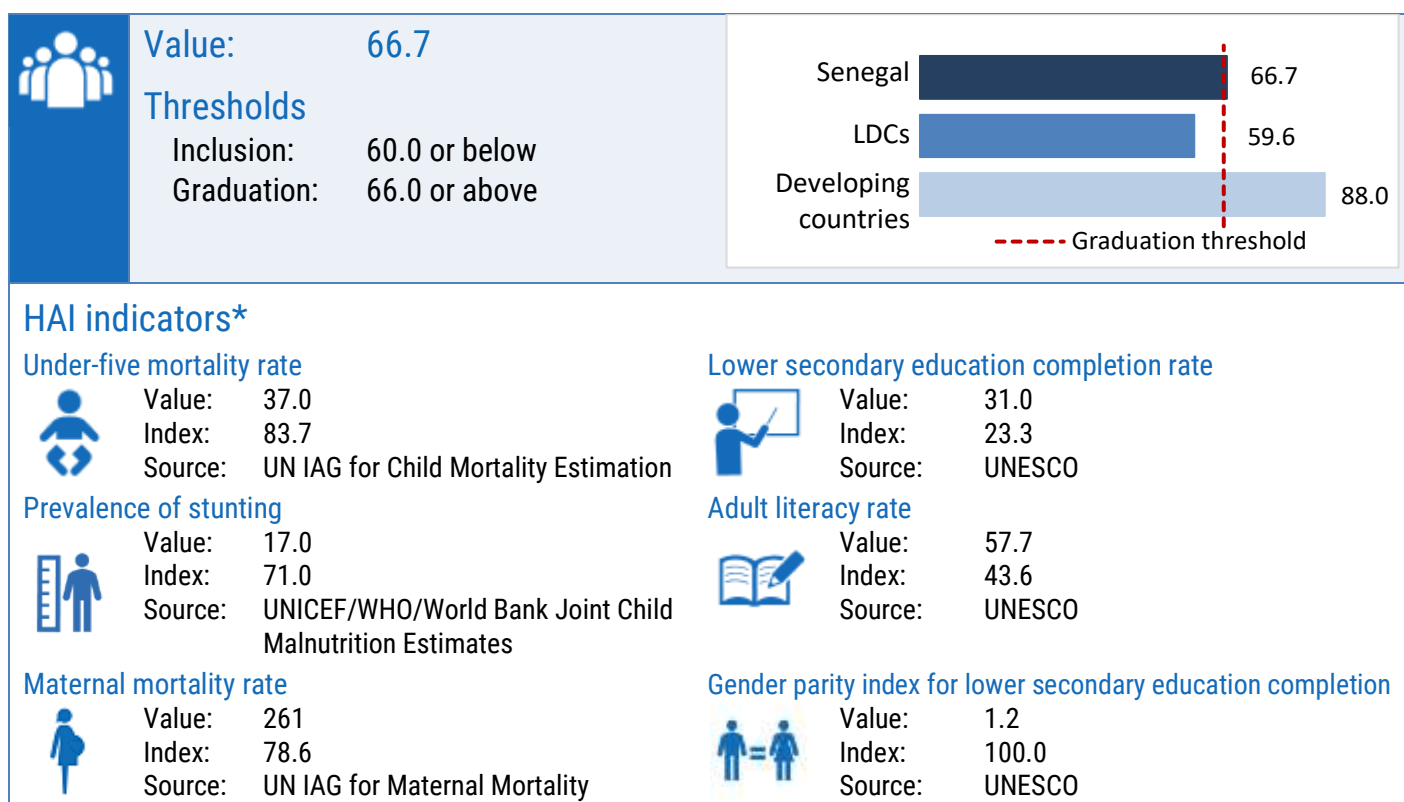 Value: 66.7
Thresholds
Inclusion: 60.0 or below
Graduation: 66.0 or above
Senegal 66.7
LDCs 59.6
Developing
countries 88.0
Graduation threshold
HAI indicators*
Under-five mortality rate
Value: 37.0
Index: 83.7
Source: UN IAG for Child Mortality Estimation
Prevalence of stunting
Value: 17.0
Index: 71.0
Source: UNICEF/WHO/World Bank Joint Child
Malnutrition Estimates
Maternal mortality rate
Value: 261
Index: 78.6
Source: UN IAG for Maternal Mortality
Lower secondary education completion rate
Value: 31.0
Index: 23.3
Source: UNESCO
Adult literacy rate
Value: 57.7
Index: 43.6
Source: UNESCO
Gender parity index for lower secondary education completion
Value: 1.2
Index: 100.0
Source: UNESCO